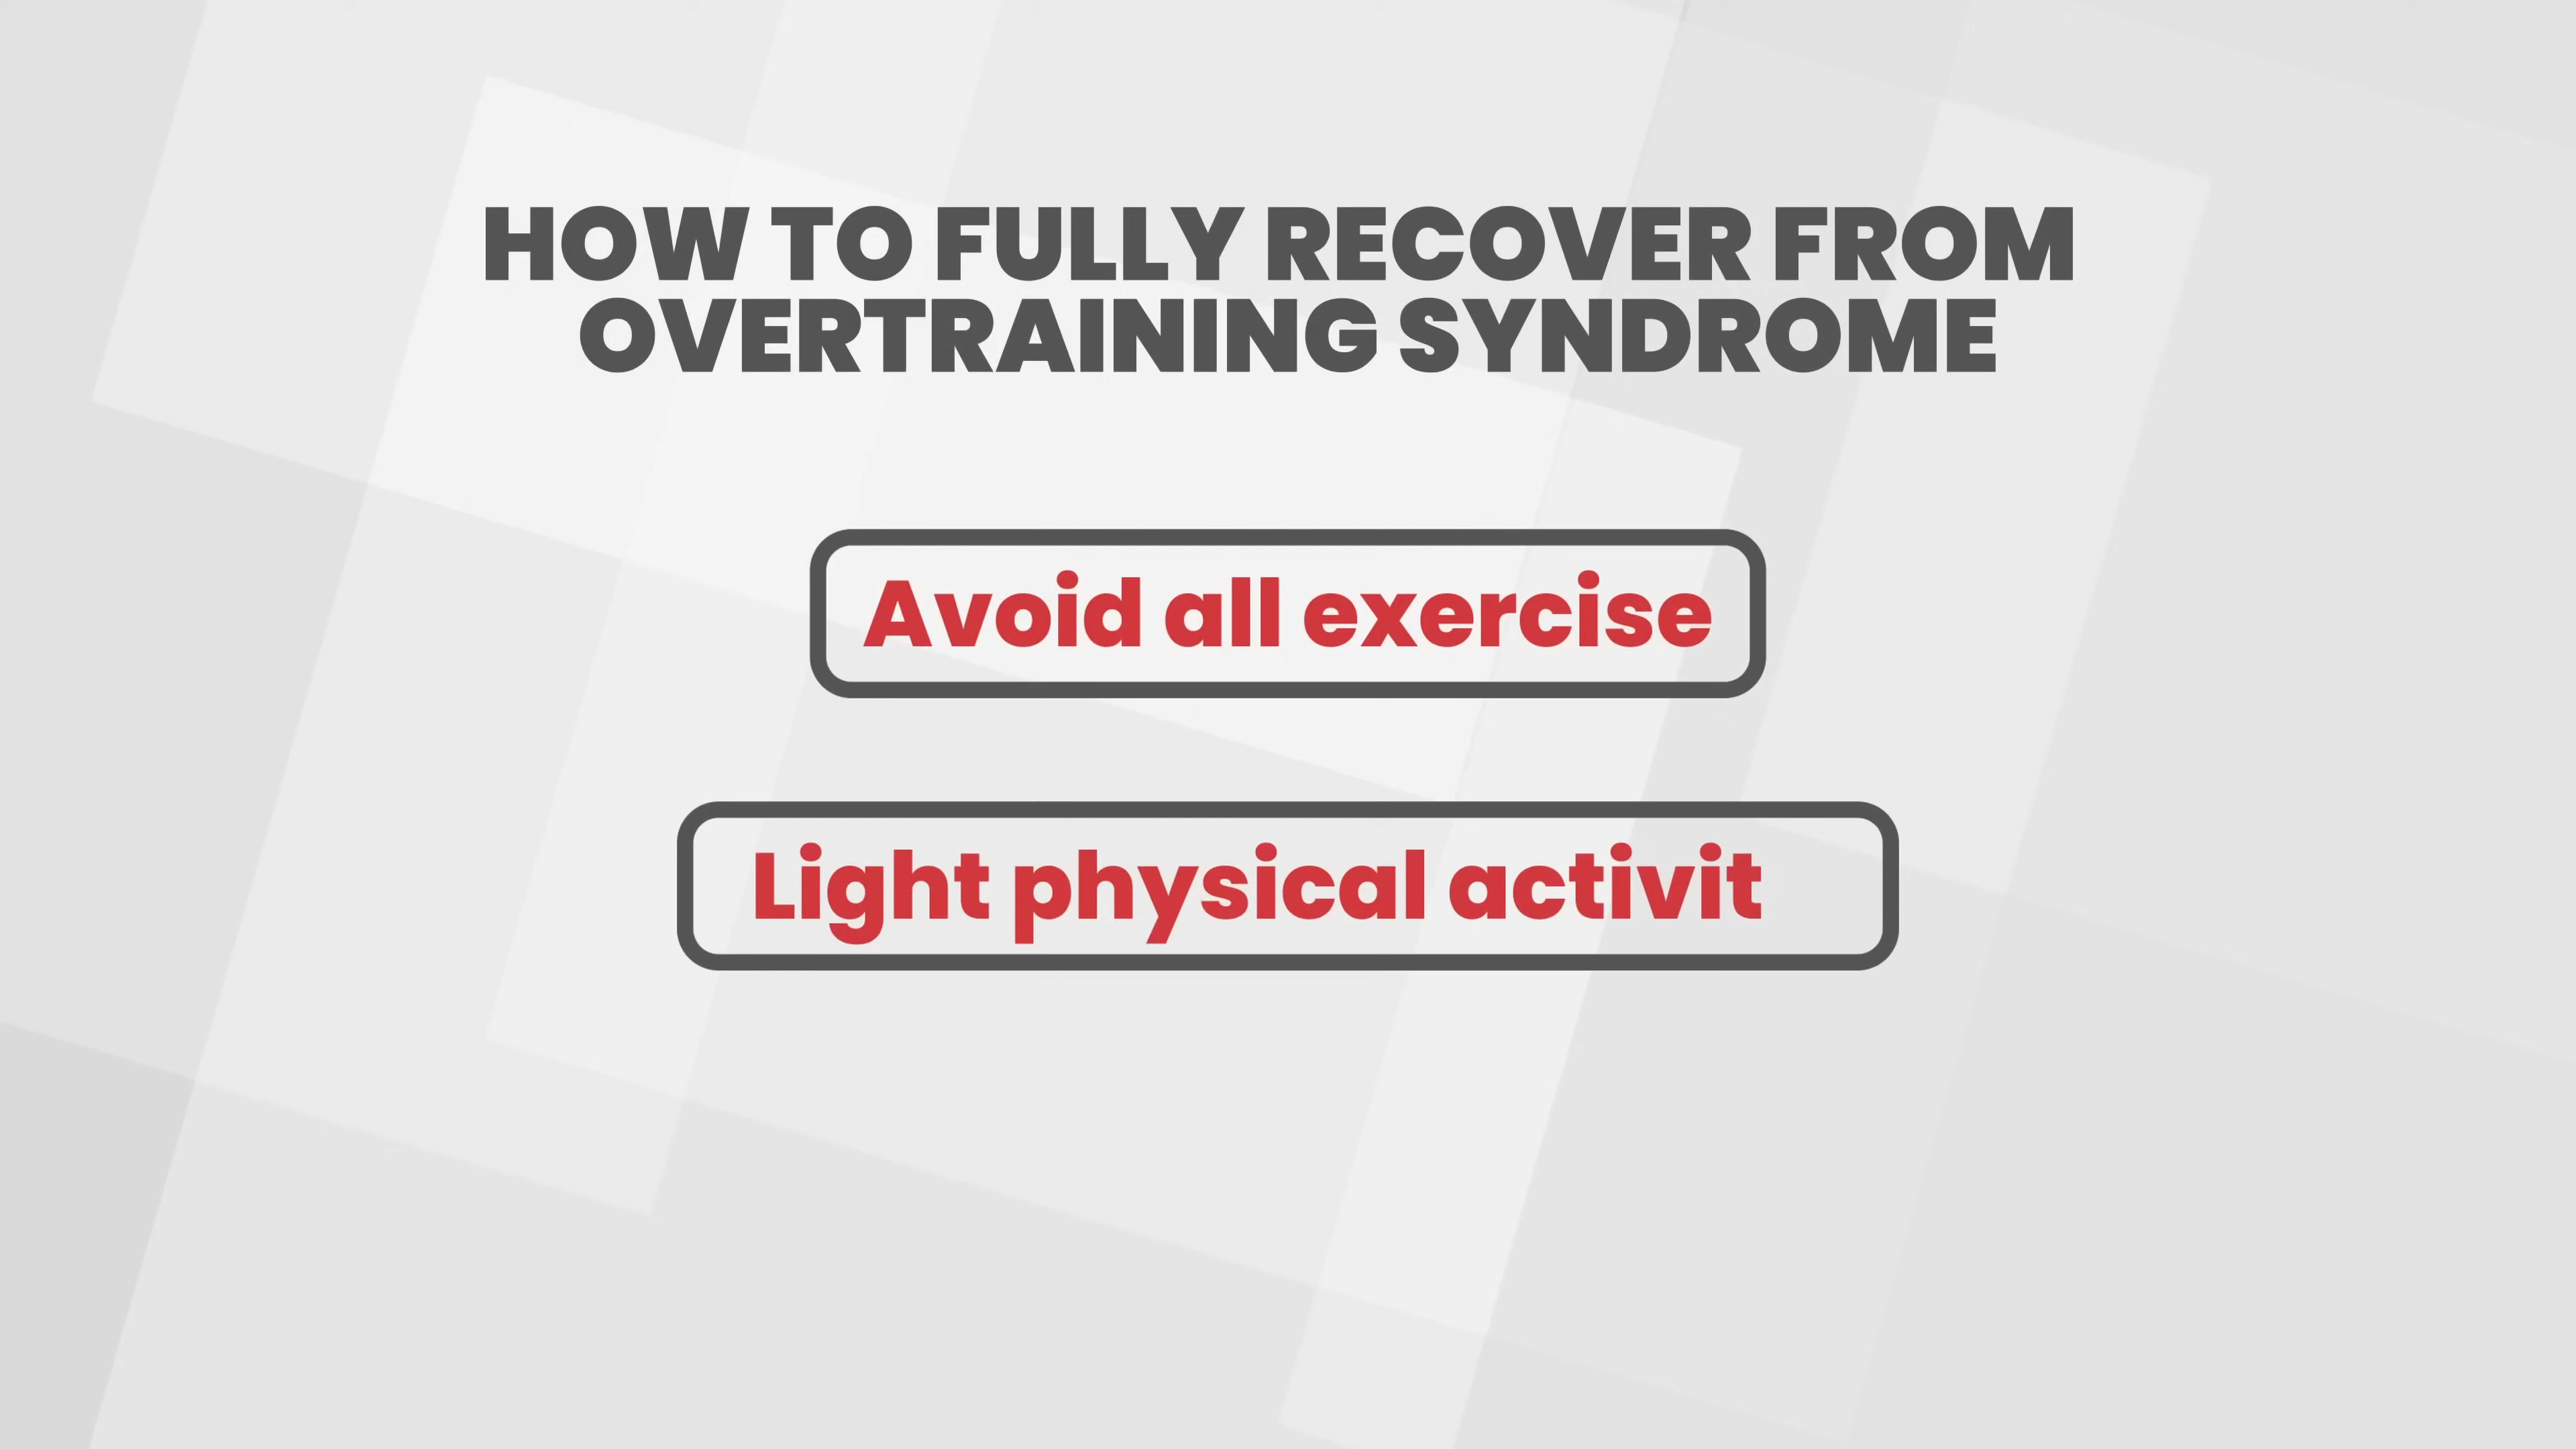 HOW TO FULLY RECOVER FROM
OVERTRAINING SYNDROME
Avoid all exercise
Light physical activit